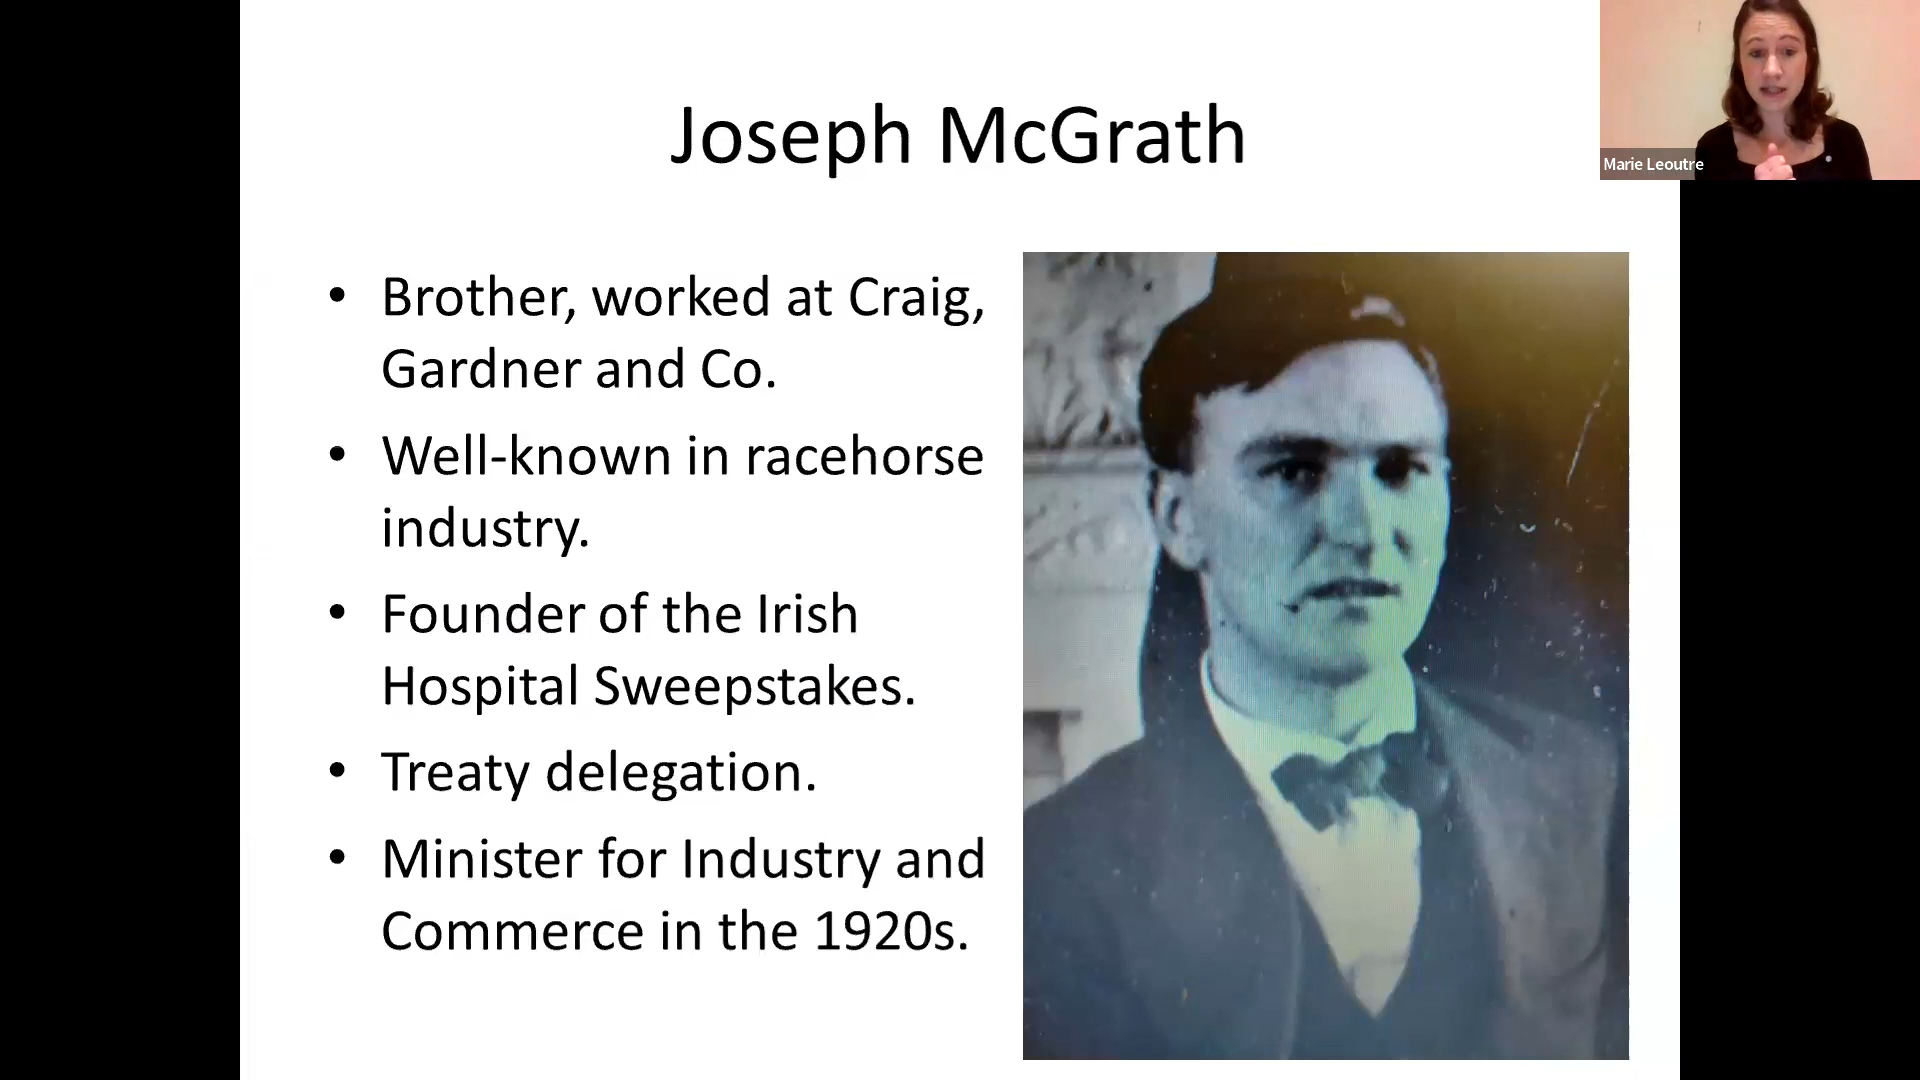 Joseph McGrath
Marie Leoutre
• Brother, worked at Craig,
Gardner and Co.
• Well-known in racehorse
industry.
• Founder of the Irish
Hospital Sweepstakes.
• Treaty delegation.
• Minister for Industry and
Commerce in the 1920s.